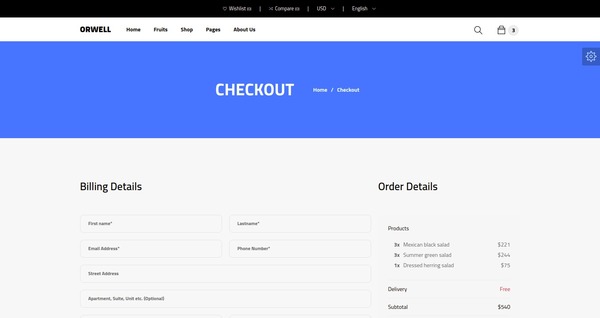 Wishlist (0) | Compare (0) | USD | English
ORWELL Home Fruits Shop Pages About Us 3
CHECKOUT Home / Checkout
Billing Details
Order Details
First name* Lastname*
Email Address* Phone Number*
Street Address
Apartment, Suite, Unit etc. (Optional)
Products
3x Mexican black salad $221
3x Summer green salad $244
1x Dressed herring salad $75
Delivery Free
Subtotal $540